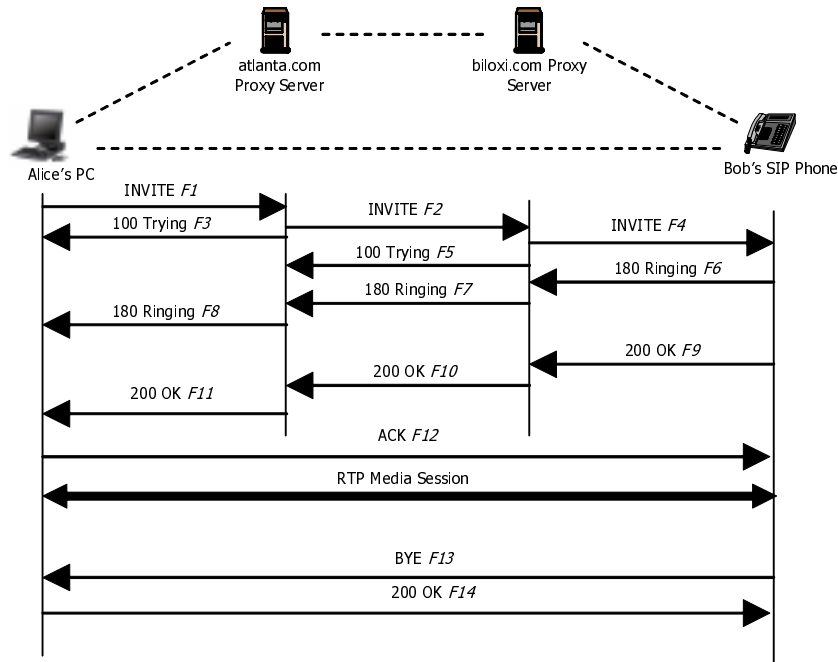 atlanta.com
Proxy Server
biloxi.com Proxy
Server
Alice's PC
Bob's SIP Phone
INVITE F1
INVITE F2
100 Trying F3
INVITE F4
100 Trying F5
180 Ringing F6
180 Ringing F7
180 Ringing F8
200 OK F9
200 OK F10
200 OK F11
ACK F12
RTP Media Session
BYE F13
200 OK F14